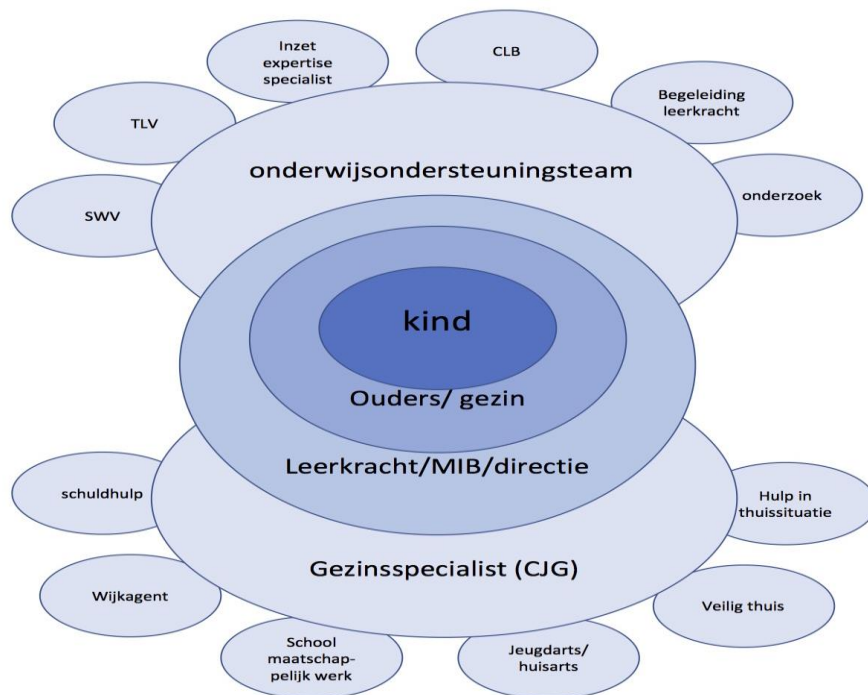 Inzet
expertise
specialist
CLB
Begeleiding
leerkracht
TLV
onderwijsondersteuningsteam
onderzoek
SWV
kind
Ouders/ gezin
Leerkracht/MIB/directie
schuldhulp
Hulp in
thuissituatie
Gezinsspecialist (CJG)
Wijkagent
Veilig thuis
School
maatschap-
pelijk werk
Jeugdarts/
huisarts